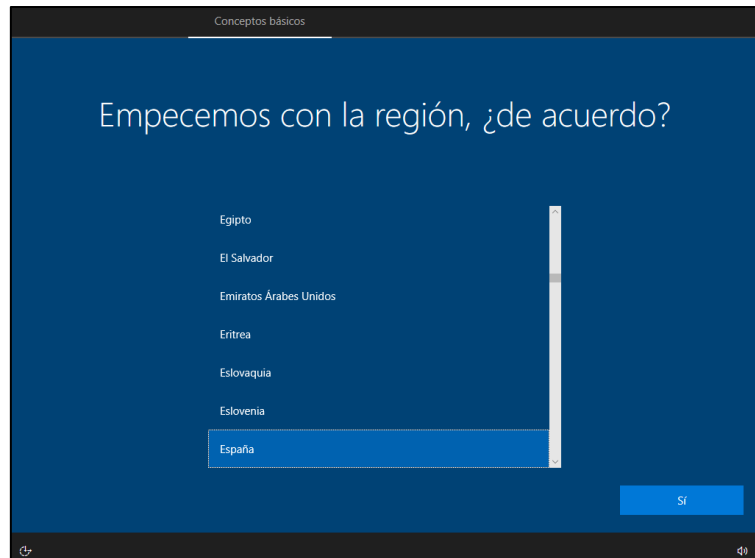 Conceptos básicos
Empecemos con la región, ¿de acuerdo?
Egipto
El Salvador
Emiratos Árabes Unidos
Eritrea
Eslovaquia
Eslovenia
España
Sí